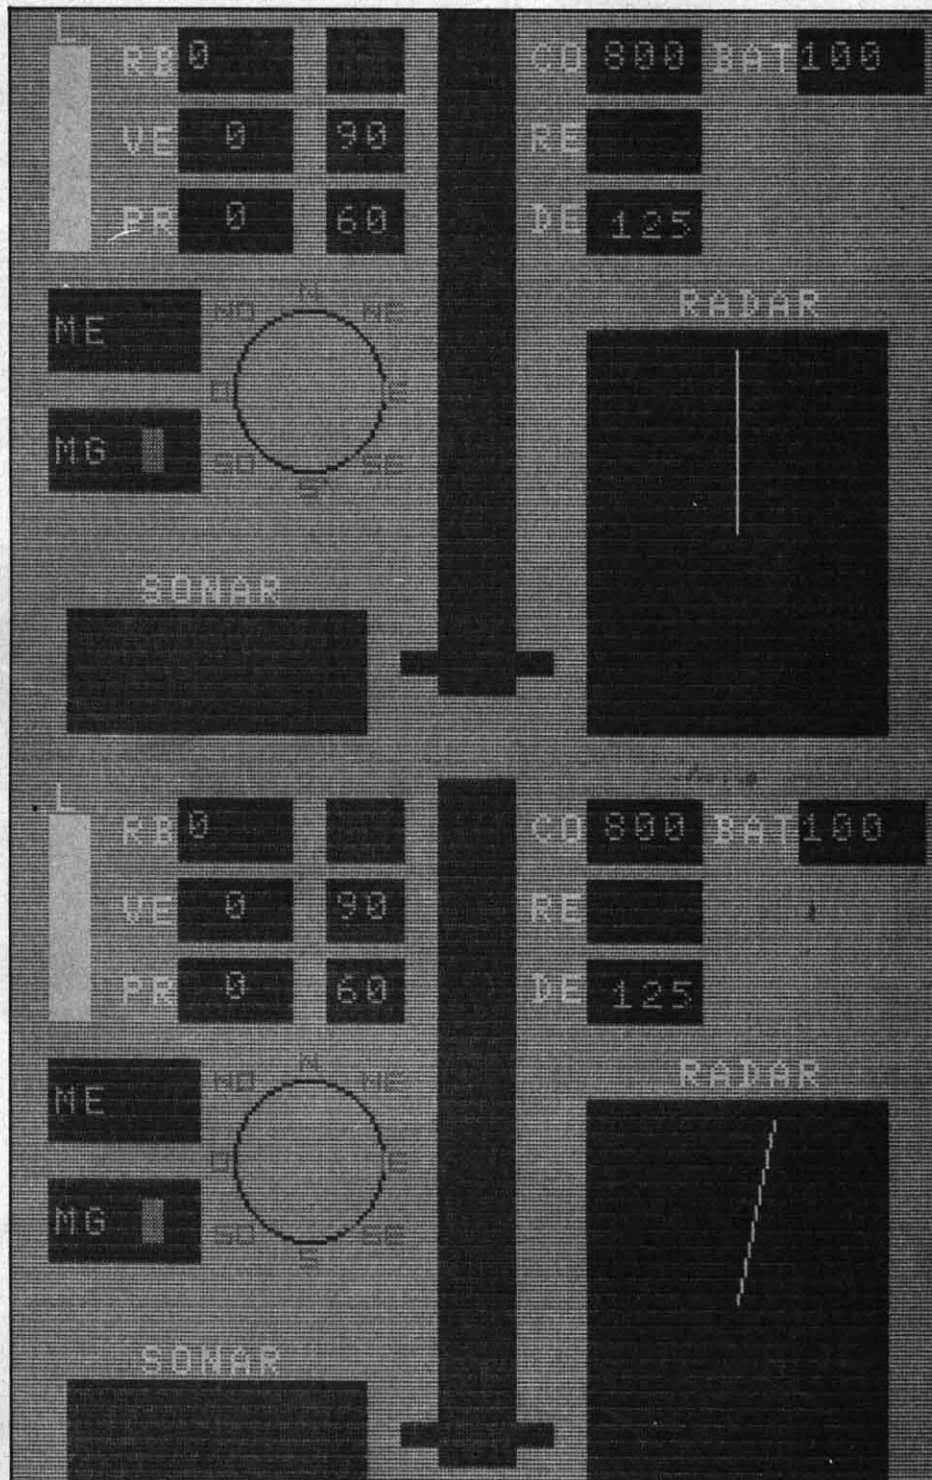 L
RB 0 CO 800 BAT 100
VE 0 90 RE
PR 0 60 DE 125
N
NO NE
RADAR
ME
O E
MG
SO SE
S
SONAR
L
RB 0 CO 800 BAT 100
VE 0 90 RE
PR 0 60 DE 125
N
NO NE
RADAR
ME
O E
MG
SO SE
S
SONAR